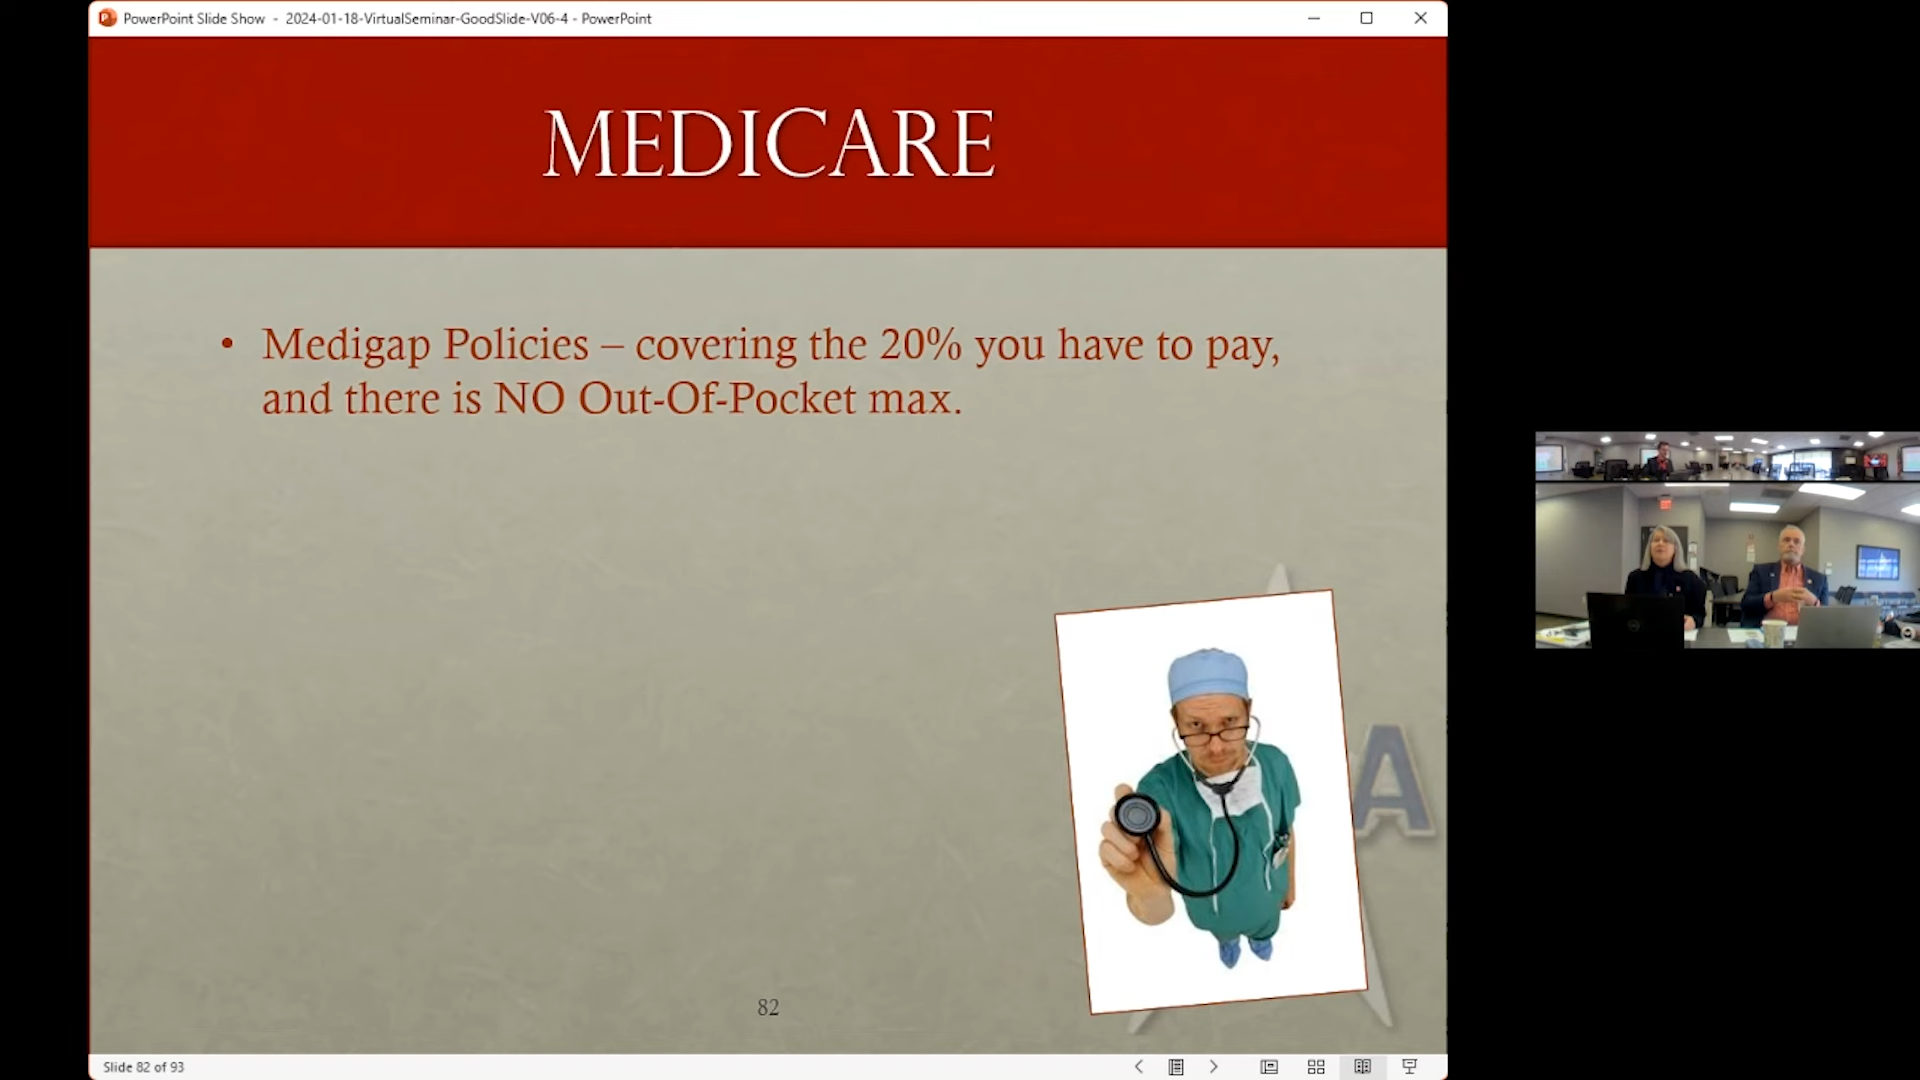 PowerPoint Slide Show - 2024-01-18-VirtualSeminar-GoodSlide-V06-4 - PowerPoint
MEDICARE
• Medigap Policies – covering the 20% you have to pay,
and there is NO Out-Of-Pocket max.
A
82
Slide 82 of 93